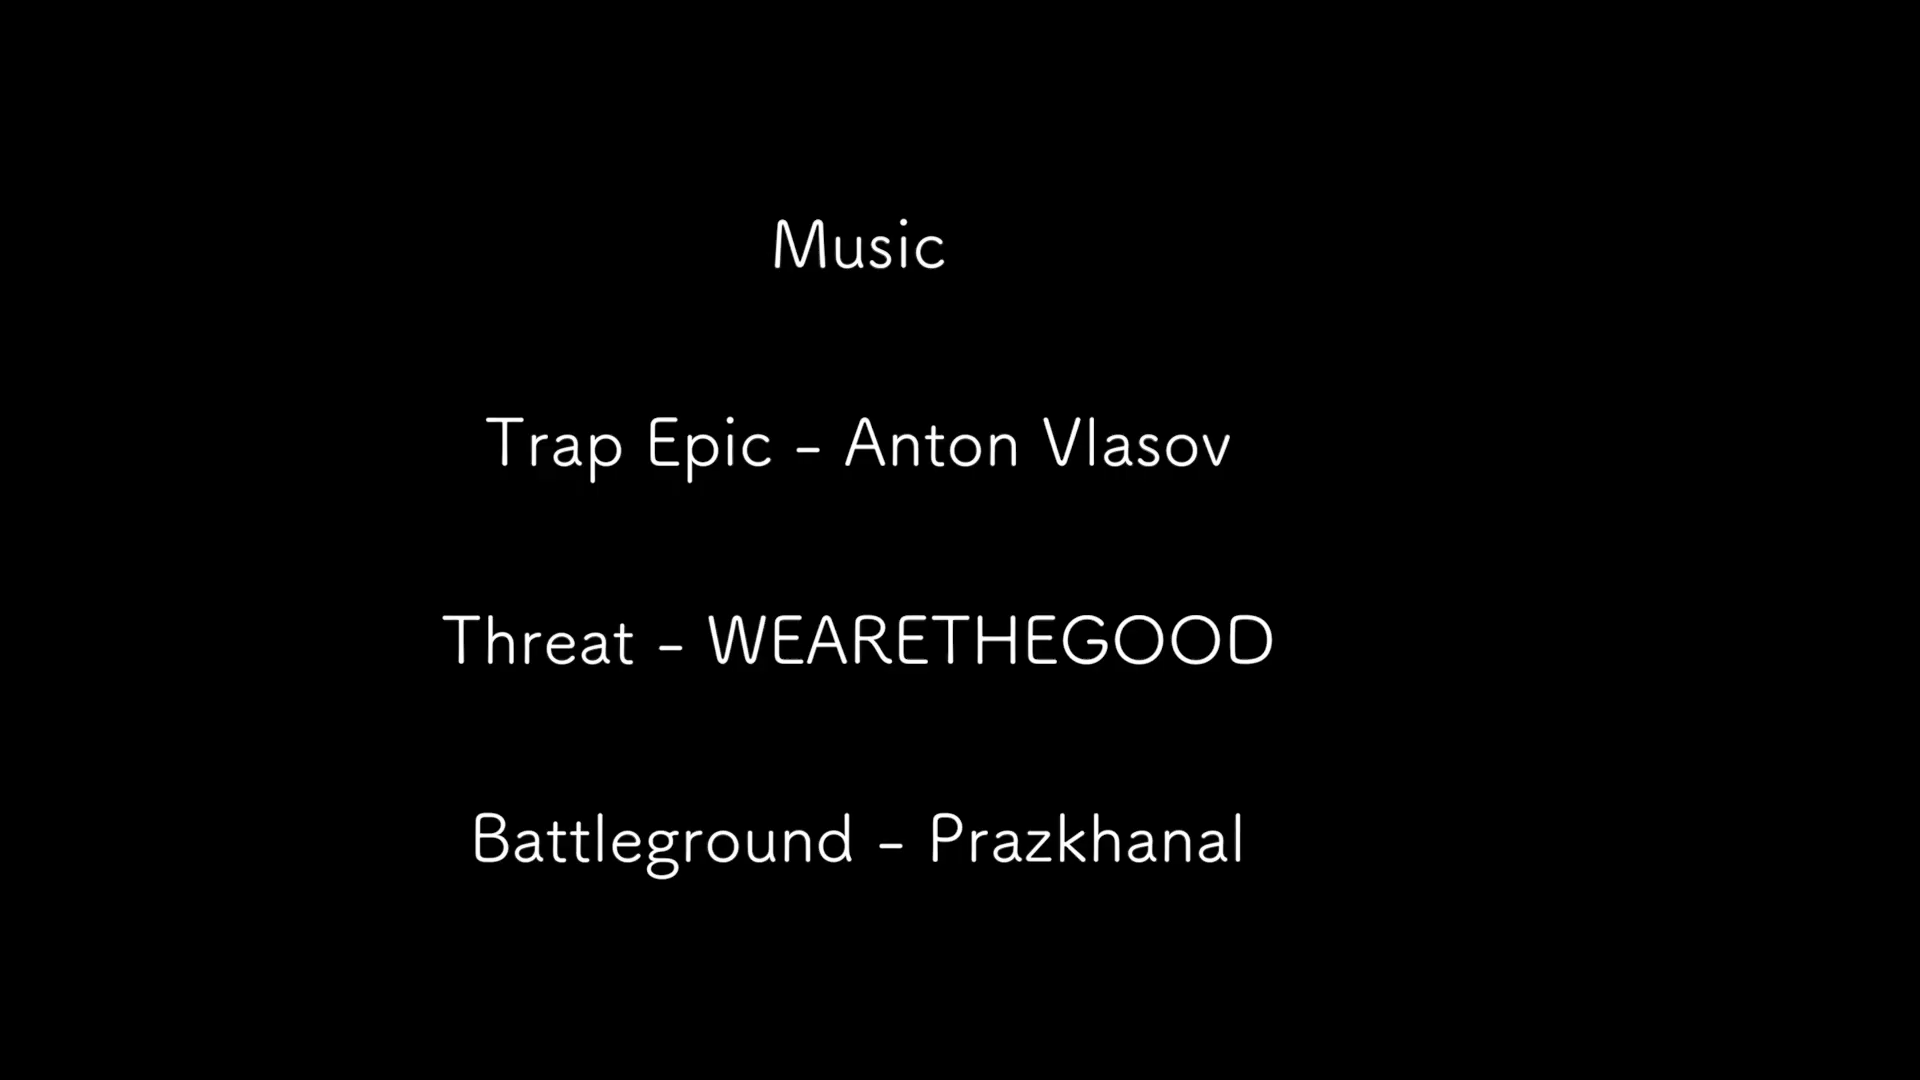 Music
Trap Epic - Anton Vlasov
Threat - WEARETHEGOOD
Battleground - Prazkhanal